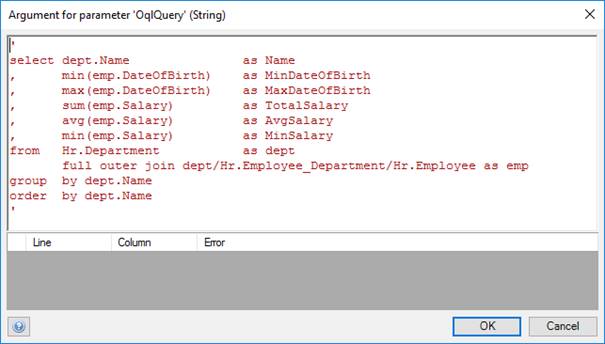 Argument for parameter 'OqlQuery' (String)
'
select dept.Name as Name
, min(emp.DateOfBirth) as MinDateOfBirth
, max(emp.DateOfBirth) as MaxDateOfBirth
, sum(emp.Salary) as TotalSalary
, avg(emp.Salary) as AvgSalary
, min(emp.Salary) as MinSalary
from Hr.Department as dept
full outer join dept/Hr.Employee_Department/Hr.Employee as emp
group by dept.Name
order by dept.Name
'
Line Column Error
OK Cancel